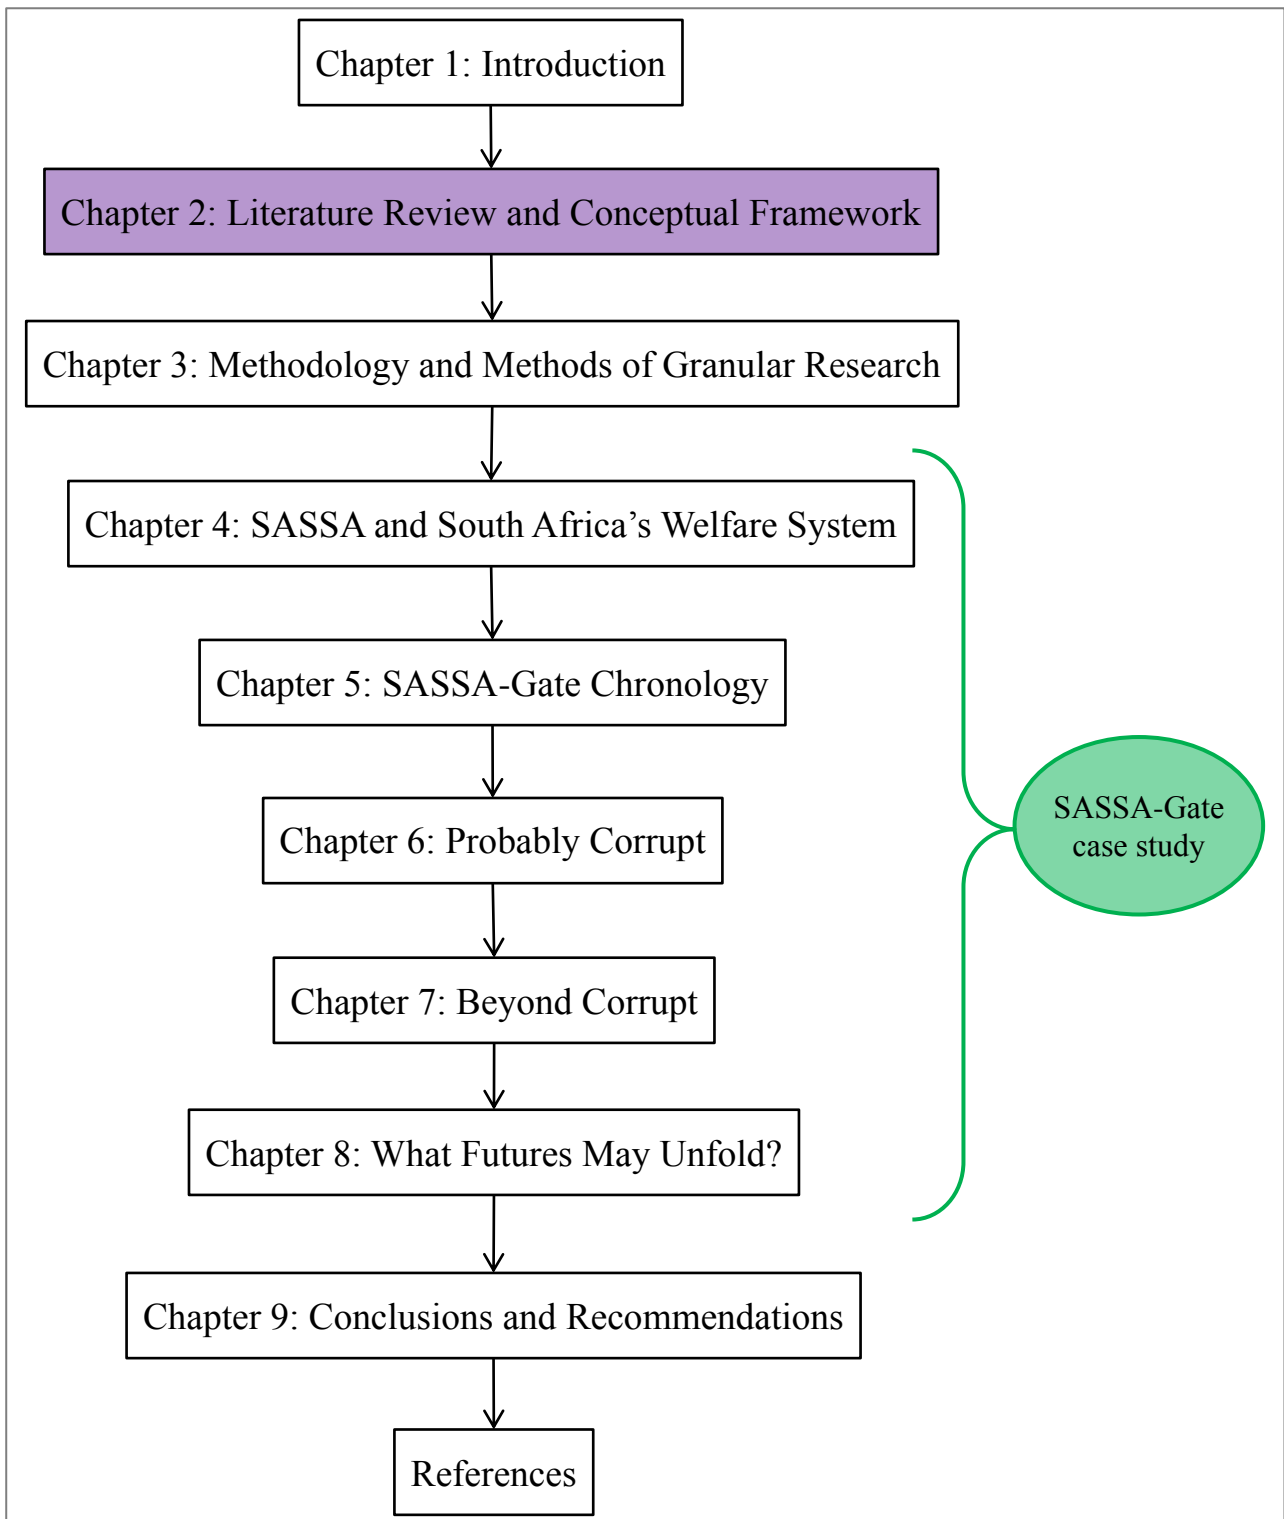 Chapter 1: Introduction
Chapter 2: Literature Review and Conceptual Framework
Chapter 3: Methodology and Methods of Granular Research
Chapter 4: SASSA and South Africa’s Welfare System
Chapter 5: SASSA-Gate Chronology
Chapter 6: Probably Corrupt
Chapter 7: Beyond Corrupt
Chapter 8: What Futures May Unfold?
Chapter 9: Conclusions and Recommendations
References
SASSA-Gate
case study